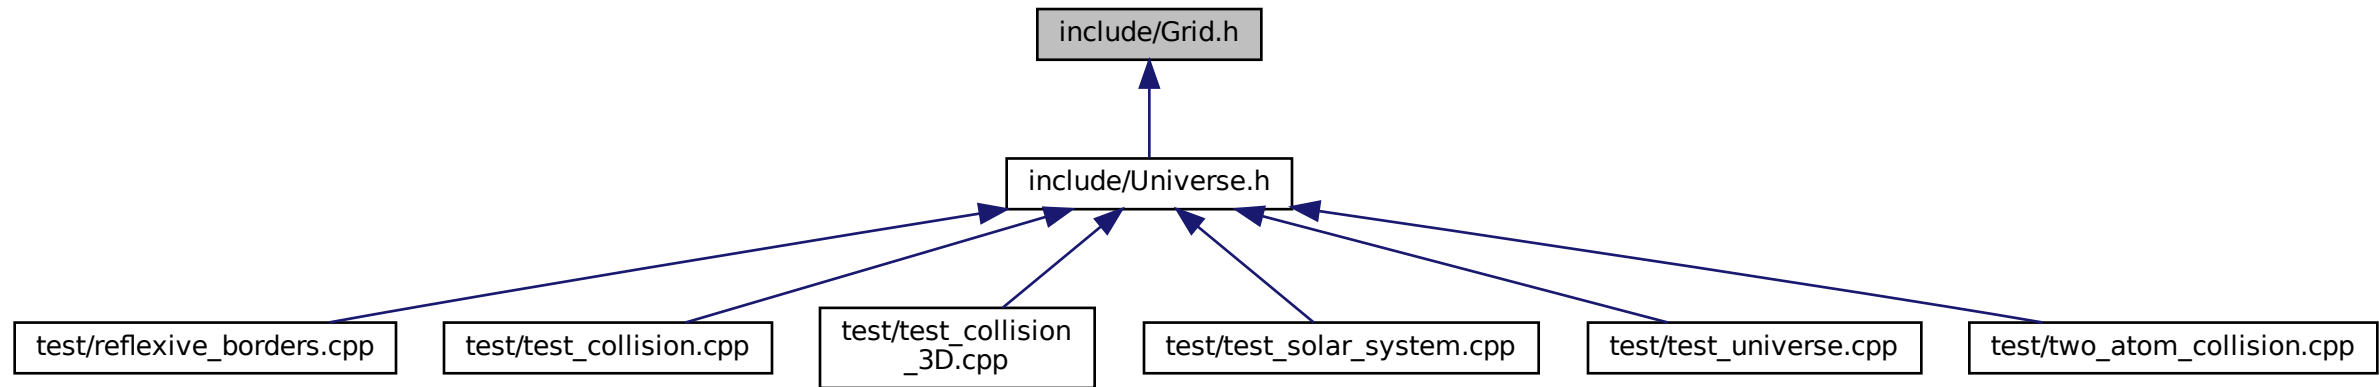 include/Grid.h
include/Universe.h
test/reflexive_borders.cpp
test/test_collision.cpp
test/test_collision
_3D.cpp
test/test_solar_system.cpp
test/test_universe.cpp
test/two_atom_collision.cpp